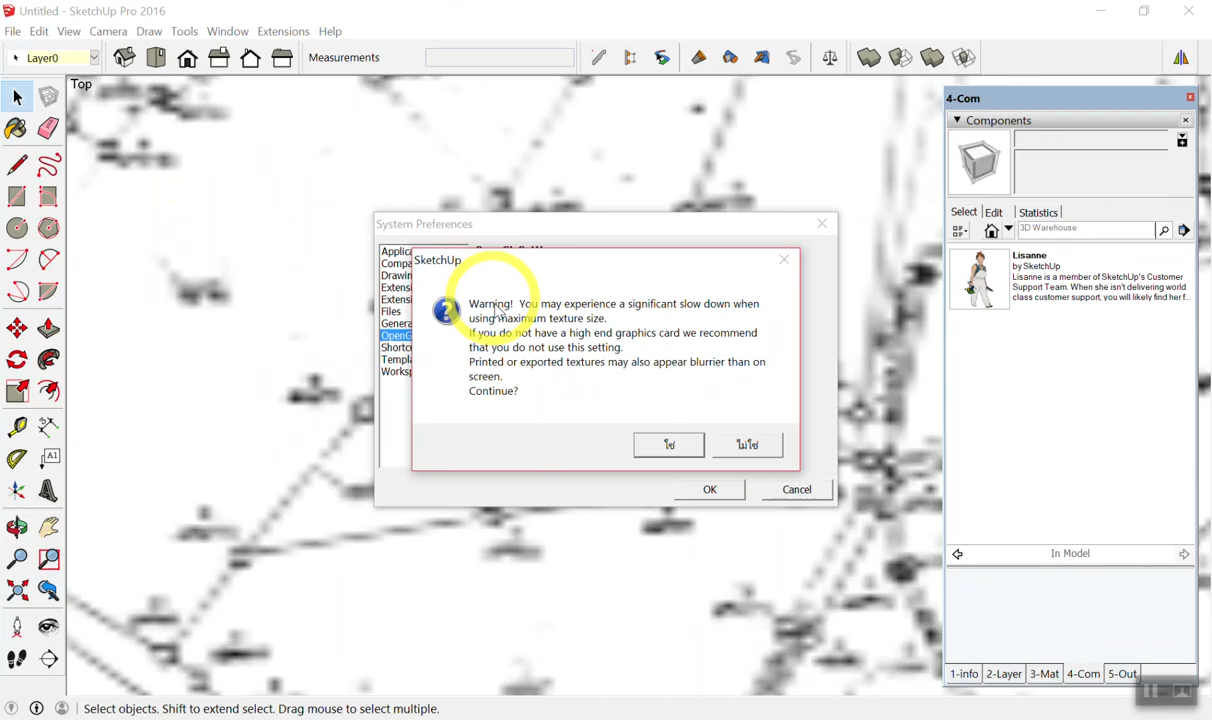 Untitled - SketchUp Pro 2016
File Edit View Camera Draw Tools Window Extensions Help
Layer0
Measurements
Top
4-Com
Components
Select Edit Statistics
3D Warehouse
Lisanne
by SketchUp
Lisanne is a member of SketchUp's Customer
Support Team. When she isn't delivering world
class customer support, you will likely find her f...
System Preferences
SketchUp
Files
Warning! You may experience a significant slow down when
using maximum texture size.
If you do not have a high end graphics card we recommend
that you do not use this setting.
Printed or exported textures may also appear blurrier than on
screen.
Continue?
ใช่ ไม่ใช่
OK Cancel
In Model
1-info 2-Layer 3-Mat 4-Com 5-Out
A1
Select objects. Shift to extend select. Drag mouse to select multiple.